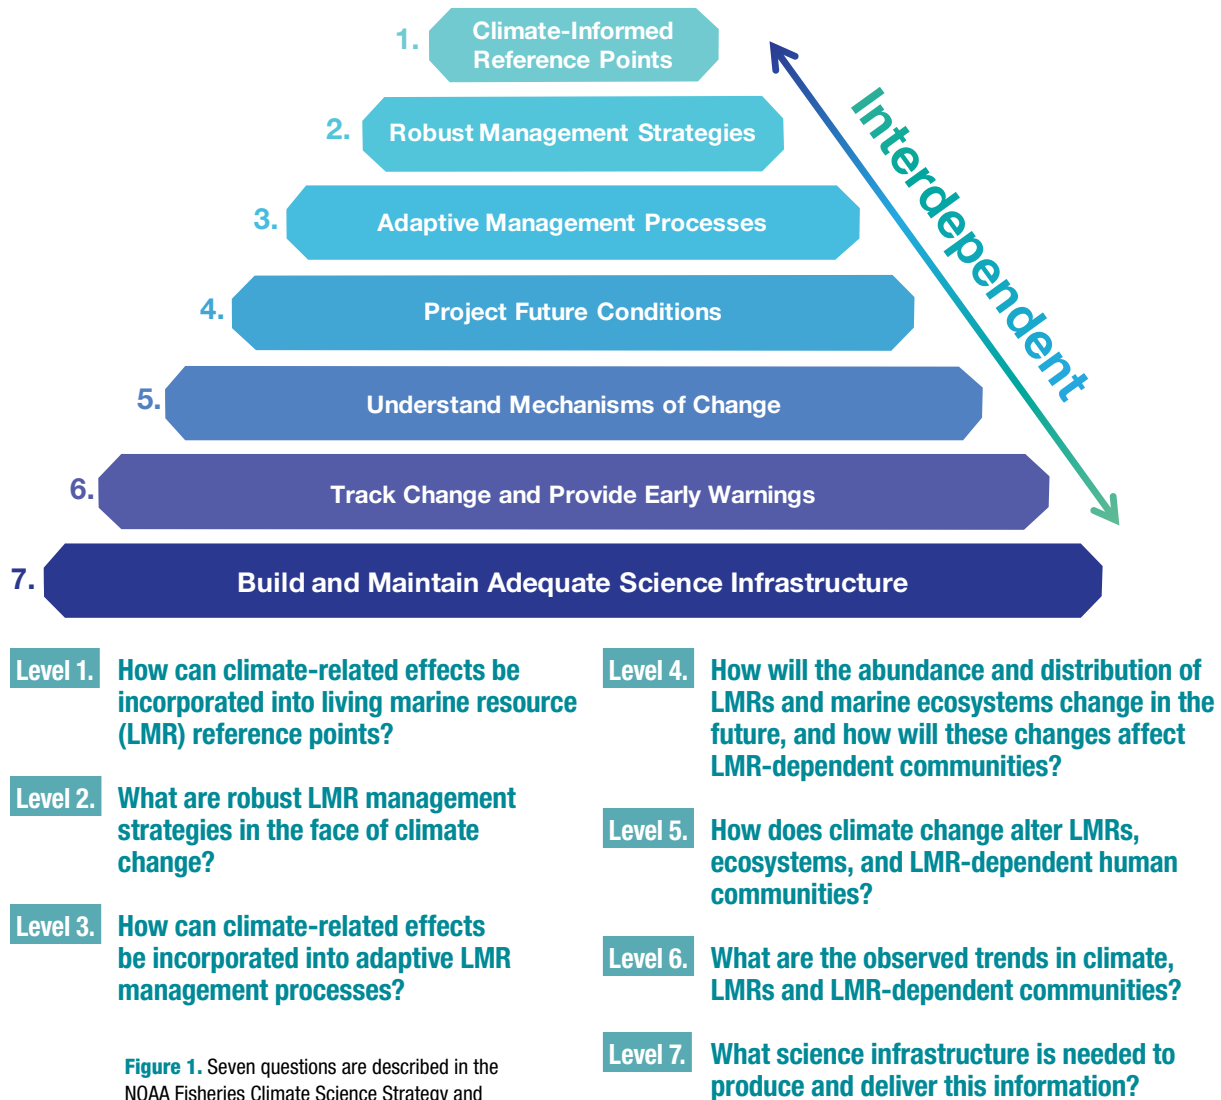 1.
Climate-Informed
Reference Points
2.
Robust Management Strategies
3.
Adaptive Management Processes
4.
Project Future Conditions
5.
Understand Mechanisms of Change
6.
Track Change and Provide Early Warnings
7.
Build and Maintain Adequate Science Infrastructure
Interdependent
Level 1.
How can climate-related effects be
incorporated into living marine resource
(LMR) reference points?
Level 2.
What are robust LMR management
strategies in the face of climate
change?
Level 3.
How can climate-related effects
be incorporated into adaptive LMR
management processes?
Figure 1. Seven questions are described in the
NOAA Fisheries Climate Science Strategy and
Level 4.
How will the abundance and distribution of
LMRs and marine ecosystems change in the
future, and how will these changes affect
LMR-dependent communities?
Level 5.
How does climate change alter LMRs,
ecosystems, and LMR-dependent human
communities?
Level 6.
What are the observed trends in climate,
LMRs and LMR-dependent communities?
Level 7.
What science infrastructure is needed to
produce and deliver this information?